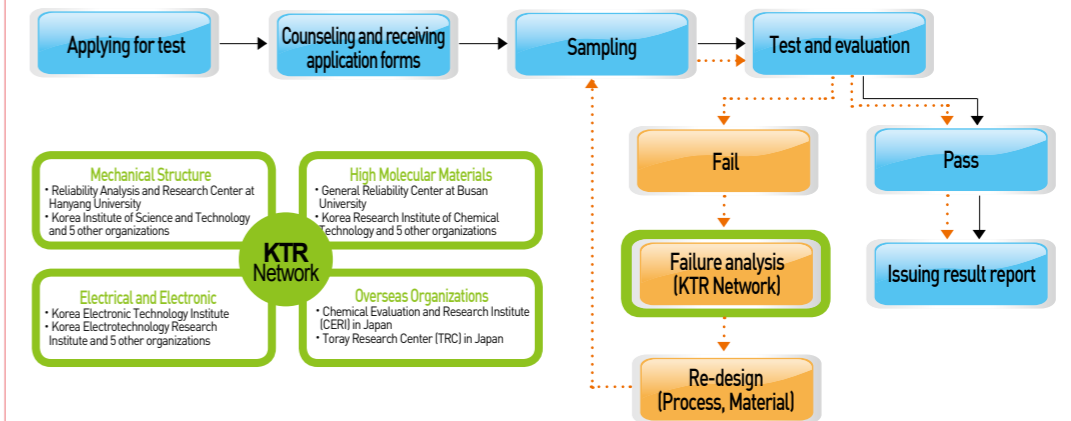 Applying for test
Counseling and receiving
application forms
Sampling
Test and evaluation
Fail
Pass
Failure analysis
(KTR Network)
Issuing result report
Re-design
(Process, Material)
Mechanical Structure
• Reliability Analysis and Research Center at
Hanyang University
• Korea Institute of Science and Technology
and 5 other organizations
High Molecular Materials
• General Reliability Center at Busan
University
• Korea Research Institute of Chemical
Technology and 5 other organizations
KTR
Network
Electrical and Electronic
• Korea Electronic Technology Institute
• Korea Electrotechnology Research
Institute and 5 other organizations
Overseas Organizations
• Chemical Evaluation and Research Institute
(CERI) in Japan
• Toray Research Center (TRC) in Japan